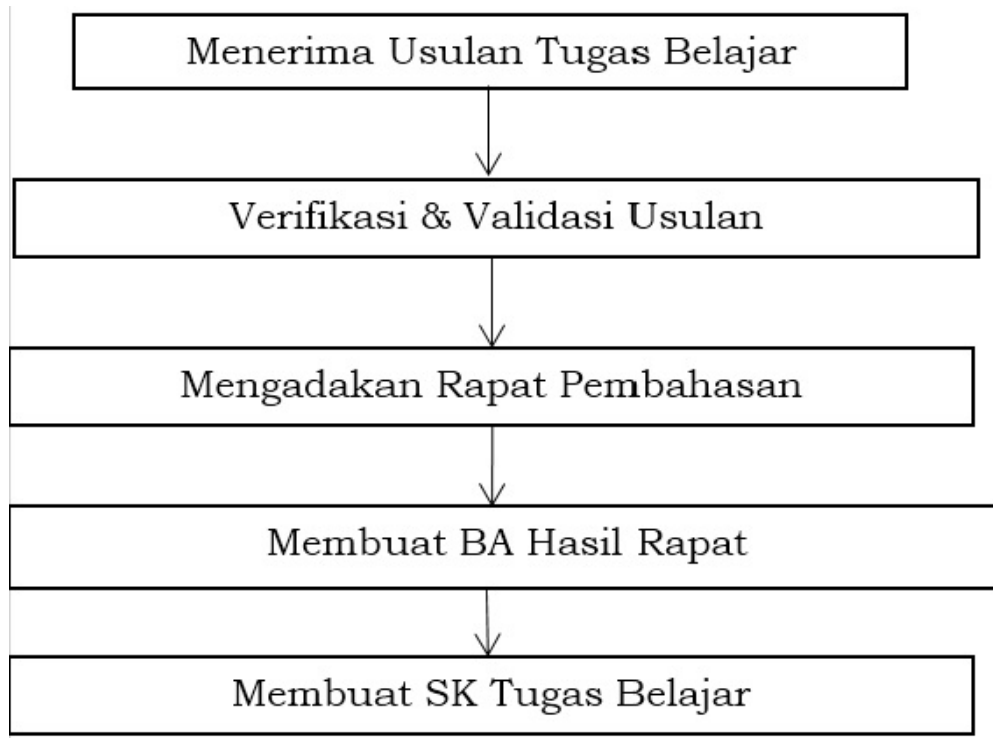 Menerima Usulan Tugas Belajar
Verifikasi & Validasi Usulan
Mengadakan Rapat Pembahasan
Membuat BA Hasil Rapat
Membuat SK Tugas Belajar